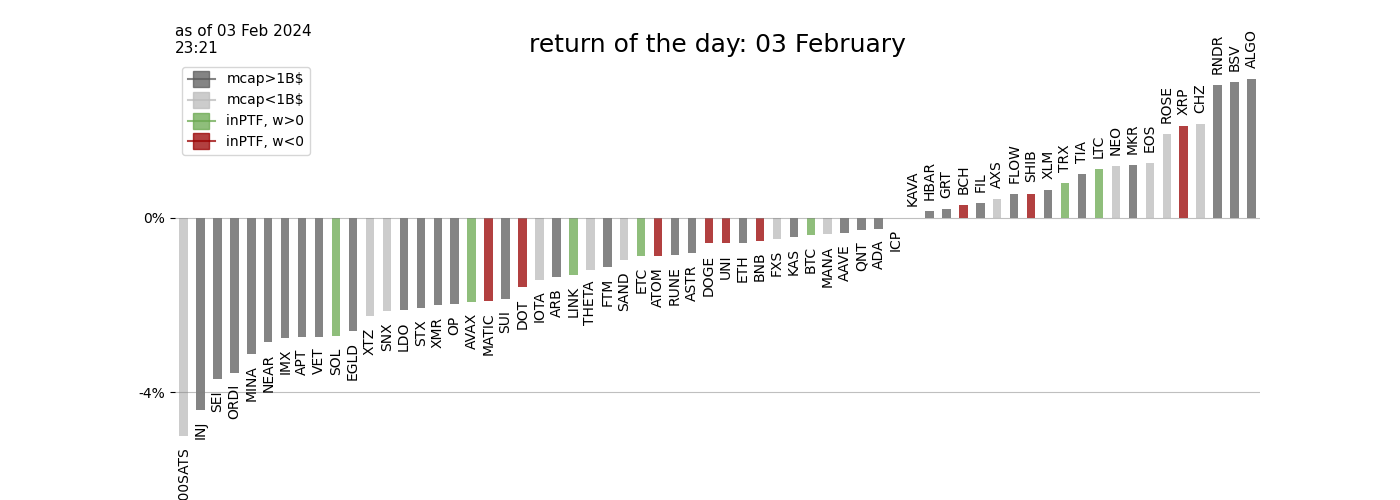 as of 03 Feb 2024
23:21
return of the day: 03 February
mcap>1B$
mcap<1B$
inPTF, w>0
inPTF, w<0
0%
-4%
00SATS
INJ
SEI
ORDI
MINA
NEAR
IMX
APT
VET
SOL
EGLD
XTZ
SNX
LDO
STX
XMR
OP
AVAX
MATIC
SUI
DOT
IOTA
ARB
LINK
THETA
FTM
SAND
ETC
ATOM
RUNE
ASTR
DOGE
UNI
ETH
BNB
FXS
KAS
BTC
MANA
AAVE
QNT
ADA
ICP
KAVA
HBAR
GRT
BCH
FIL
AXS
FLOW
SHIB
XLM
TRX
TIA
LTC
NEO
MKR
EOS
ROSE
XRP
CHZ
RNDR
BSV
ALGO